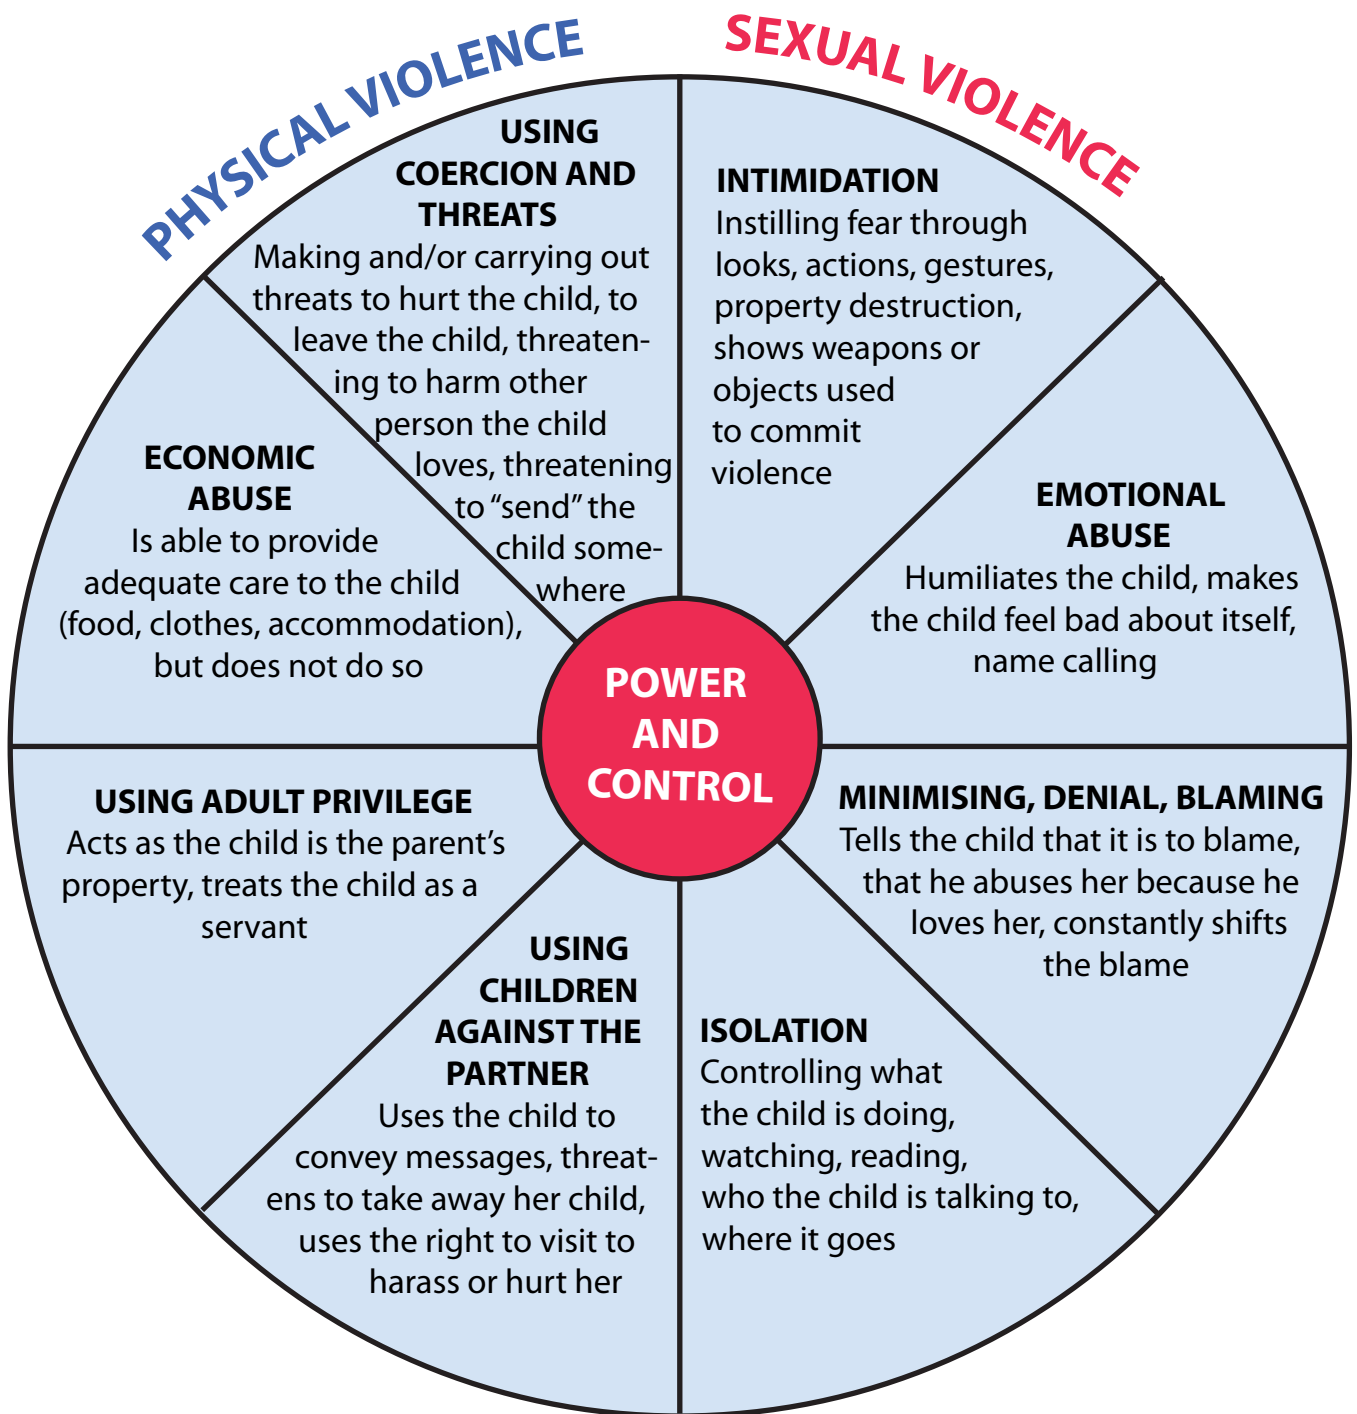 PHYSICAL VIOLENCE
SEXUAL VIOLENCE
USING
COERCION AND
THREATS
Making and/or carrying out
threats to hurt the child, to
leave the child, threaten-
ing to harm other
person the child
loves, threatening
to “send” the
child some-
where
INTIMIDATION
Instilling fear through
looks, actions, gestures,
property destruction,
shows weapons or
objects used
to commit
violence
EMOTIONAL
ABUSE
Humiliates the child, makes
the child feel bad about itself,
name calling
MINIMISING, DENIAL, BLAMING
Tells the child that it is to blame,
that he abuses her because he
loves her, constantly shifts
the blame
ISOLATION
Controlling what
the child is doing,
watching, reading,
who the child is talking to,
where it goes
USING
CHILDREN
AGAINST THE
PARTNER
Uses the child to
convey messages, threat-
ens to take away her child,
uses the right to visit to
harass or hurt her
USING ADULT PRIVILEGE
Acts as the child is the parent’s
property, treats the child as a
servant
ECONOMIC
ABUSE
Is able to provide
adequate care to the child
(food, clothes, accommodation),
but does not do so
POWER
AND
CONTROL